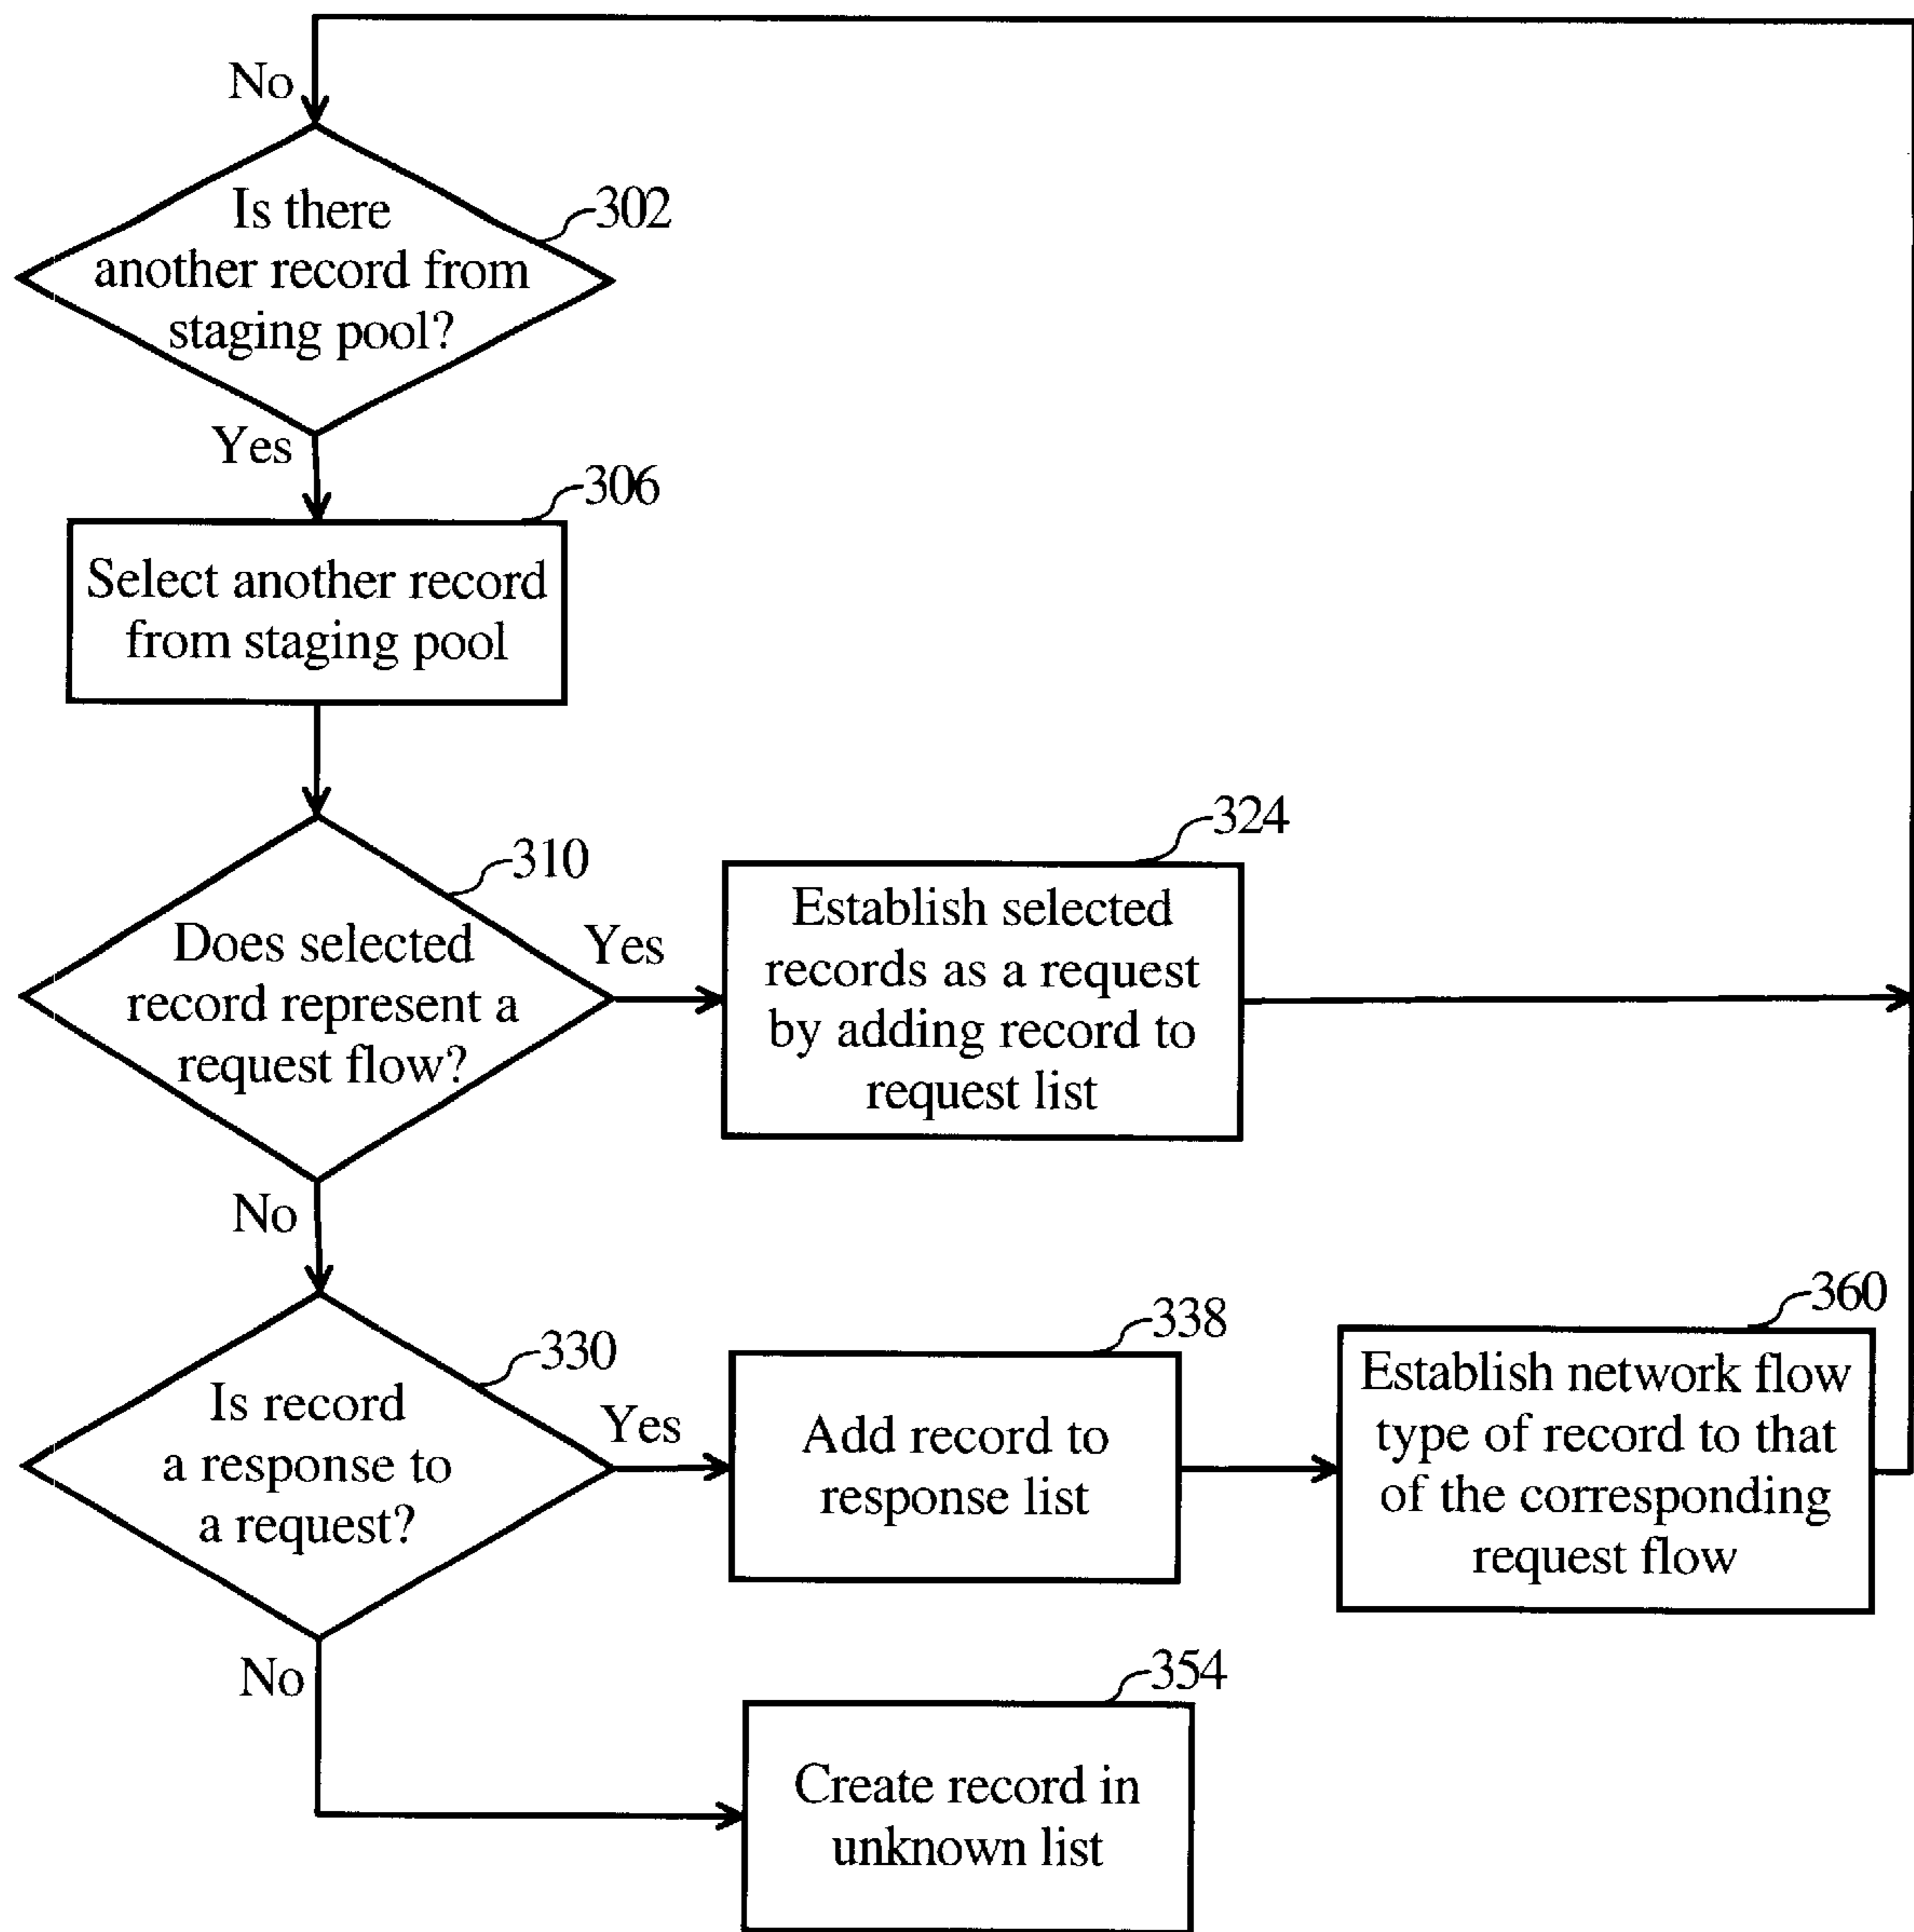 No
Is there
another record from
staging pool?
302
Yes
306
Select another record
from staging pool
310
Does selected
record represent a
request flow?
Yes
324
Establish selected
records as a request
by adding record to
request list
No
330
Is record
a response to
a request?
Yes
338
Add record to
response list
360
Establish network flow
type of record to that
of the corresponding
request flow
No
354
Create record in
unknown list